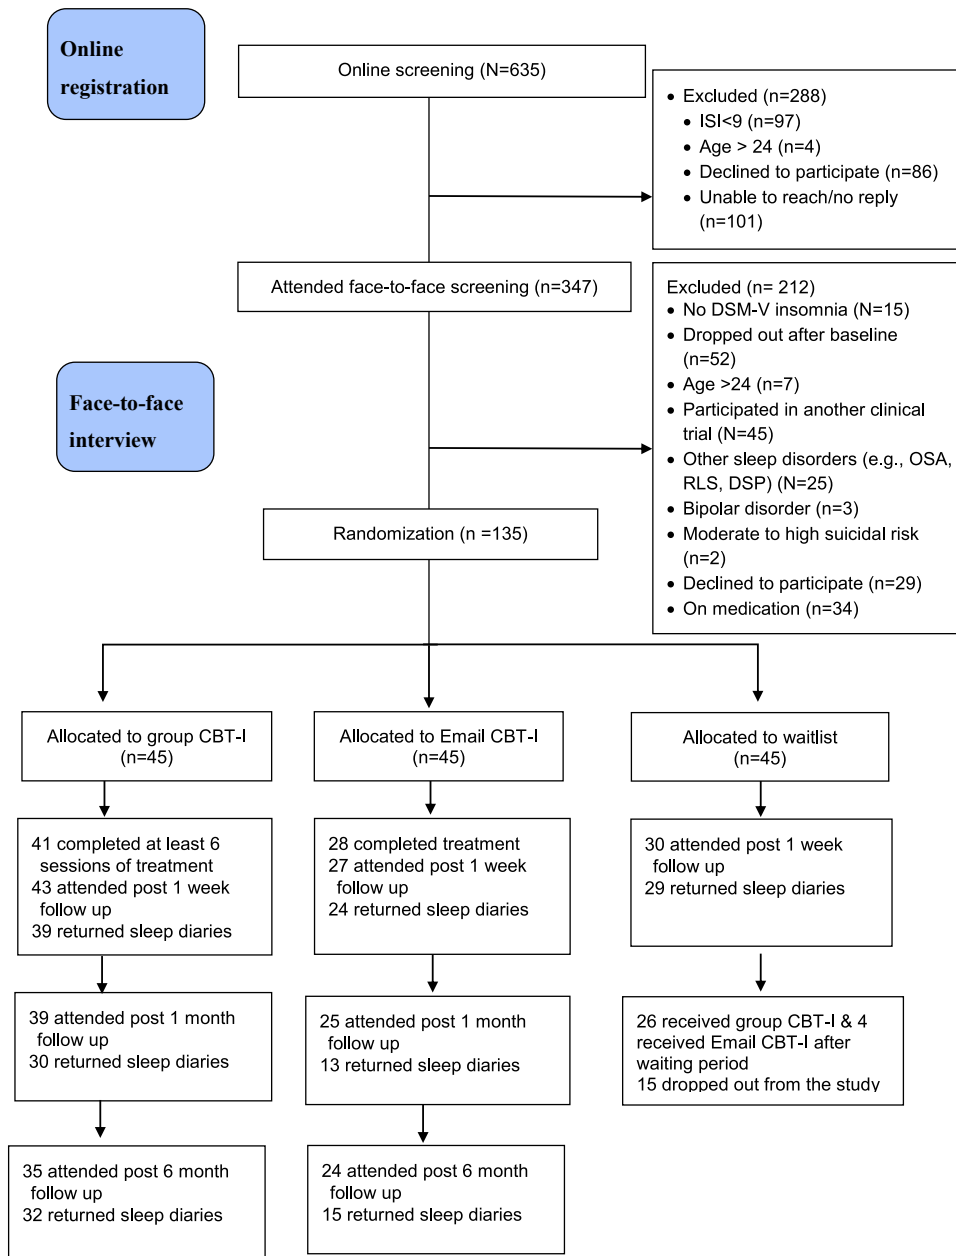 Online
registration
Online screening (N=635)
• Excluded (n=288)
• ISI<9 (n=97)
• Age > 24 (n=4)
• Declined to participate (n=86)
• Unable to reach/no reply
(n=101)
Attended face-to-face screening (n=347)
Excluded (n= 212)
• No DSM-V insomnia (N=15)
• Dropped out after baseline
(n=52)
• Age >24 (n=7)
• Participated in another clinical
trial (N=45)
• Other sleep disorders (e.g., OSA,
RLS, DSP) (N=25)
• Bipolar disorder (n=3)
• Moderate to high suicidal risk
(n=2)
• Declined to participate (n=29)
• On medication (n=34)
Face-to-face
interview
Randomization (n =135)
Allocated to group CBT-I
(n=45)
Allocated to Email CBT-I
(n=45)
Allocated to waitlist
(n=45)
41 completed at least 6
sessions of treatment
43 attended post 1 week
follow up
39 returned sleep diaries
28 completed treatment
27 attended post 1 week
follow up
24 returned sleep diaries
30 attended post 1 week
follow up
29 returned sleep diaries
39 attended post 1 month
follow up
30 returned sleep diaries
25 attended post 1 month
follow up
13 returned sleep diaries
26 received group CBT-I & 4
received Email CBT-I after
waiting period
15 dropped out from the study
35 attended post 6 month
follow up
32 returned sleep diaries
24 attended post 6 month
follow up
15 returned sleep diaries